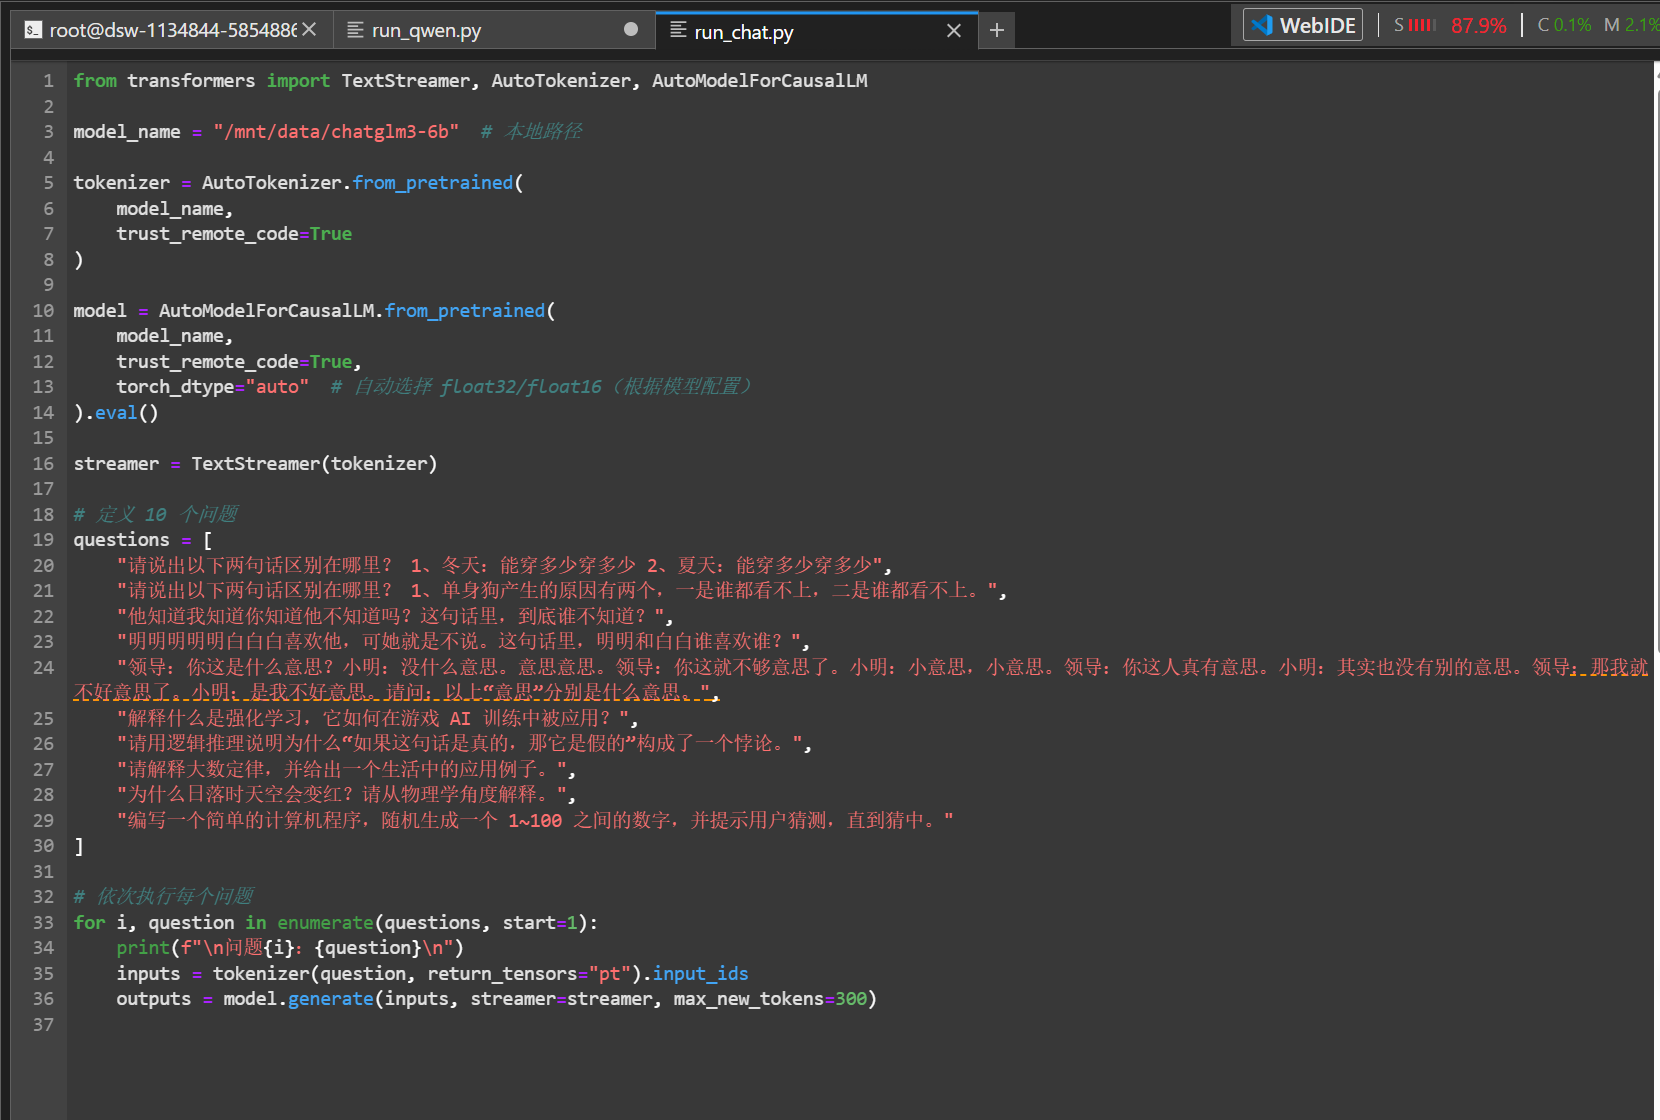 root@dsw-1134844-5854886
run_qwen.py
run_chat.py
WebIDE
S 87.9%
C 0.1% M 2.1%
1 from transformers import TextStreamer, AutoTokenizer, AutoModelForCausalLM
2
3 model_name = "/mnt/data/chatglm3-6b"  # 本地路径
4
5 tokenizer = AutoTokenizer.from_pretrained(
6     model_name,
7     trust_remote_code=True
8 )
9
10 model = AutoModelForCausalLM.from_pretrained(
11     model_name,
12     trust_remote_code=True,
13     torch_dtype="auto"  # 自动选择 float32/float16（根据模型配置）
14 ).eval()
15
16 streamer = TextStreamer(tokenizer)
17
18 # 定义 10 个问题
19 questions = [
20     "请说出以下两句话区别在哪里？ 1、冬天：能穿多少穿多少 2、夏天：能穿多少穿多少",
21     "请说出以下两句话区别在哪里？ 1、单身狗产生的原因有两个，一是谁都看不上，二是谁都看不上。",
22     "他知道我知道你知道他不知道吗？这句话里，到底谁不知道？",
23     "明明明明明白白白喜欢他，可她就是不说。这句话里，明明和白白谁喜欢谁？",
24     "领导：你这是什么意思？小明：没什么意思。意思意思。领导：你这就不够意思了。小明：小意思，小意思。领导：你这人真有意思。小明：其实也没有别的意思。领导：那我就
不好意思了。小明：是我不好意思。请问：以上“意思”分别是什么意思。",
25     "解释什么是强化学习，它如何在游戏 AI 训练中被应用？",
26     "请用逻辑推理说明为什么“如果这句话是真的，那它是假的”构成了一个悖论。",
27     "请解释大数定律，并给出一个生活中的应用例子。",
28     "为什么日落时天空会变红？请从物理学角度解释。",
29     "编写一个简单的计算机程序，随机生成一个 1~100 之间的数字，并提示用户猜测，直到猜中。"
30 ]
31
32 # 依次执行每个问题
33 for i, question in enumerate(questions, start=1):
34     print(f"\n问题{i}：{question}\n")
35     inputs = tokenizer(question, return_tensors="pt").input_ids
36     outputs = model.generate(inputs, streamer=streamer, max_new_tokens=300)
37